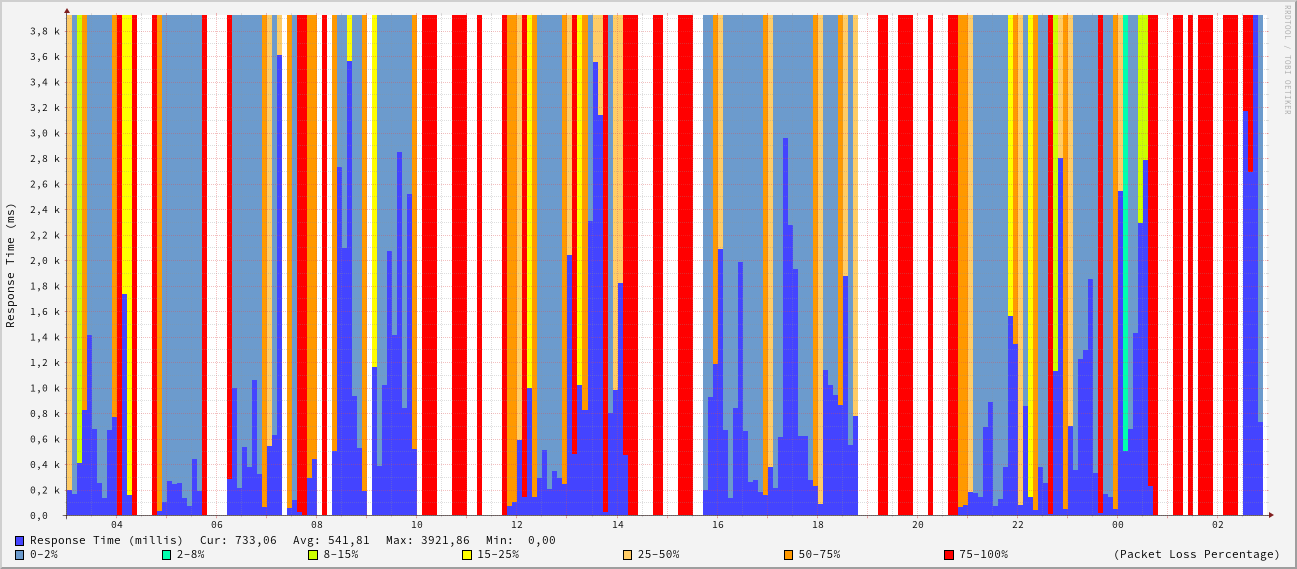 RRDTOOL / TOBI OETIKER
Response Time (ms)
3,8 k
3,6 k
3,4 k
3,2 k
3,0 k
2,8 k
2,6 k
2,4 k
2,2 k
2,0 k
1,8 k
1,6 k
1,4 k
1,2 k
1,0 k
0,8 k
0,6 k
0,4 k
0,2 k
0,0
04 06 08 10 12 14 16 18 20 22 00 02
Response Time (millis) Cur: 733,06 Avg: 541,81 Max: 3921,86 Min: 0,00
0-2% 2-8% 8-15% 15-25% 25-50% 50-75% 75-100% (Packet Loss Percentage)